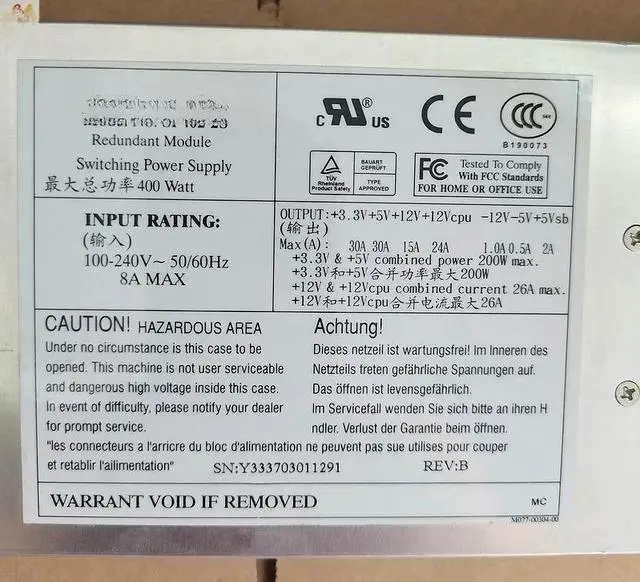 Redundant Module
Switching Power Supply
最大总功率400 Watt
c RU® US
CE
CCC S&E
B190073
TÜV
Rheinland
Product Safety
BAUART
GEPRÜFT
TYPE
APPROVED
FC Tested To Comply
With FCC Standards
FOR HOME OR OFFICE USE
INPUT RATING:
(输入)
100-240V~ 50/60Hz
8A MAX
OUTPUT:+3.3V+5V+12V+12Vcpu -12V-5V+5Vsb
(输出)
Max(A): 30A 30A 15A 24A 1.0A 0.5A 2A
+3.3V & +5V combined power 200W max.
+3.3V和+5V合并功率最大200W
+12V & +12Vcpu combined current 26A max.
+12V和+12Vcpu合并电流最大26A
CAUTION! HAZARDOUS AREA
Under no circumstance is this case to be
opened. This machine is not user serviceable
and dangerous high voltage inside this case.
In event of difficulty, please notify your dealer
for prompt service.
Achtung!
Dieses netzeil ist wartungsfrei! Im Inneren des
Netzteils treten gefährliche Spannungen auf.
Das öffnen ist levensgefährlich.
Im Servicefall wenden Sie sich bitte an ihren H
ndler. Verlust der Garantie beim öffnen.
"les connecteurs a l'arricre du bloc d'alimentation ne peuvent pas sue utilises pour couper
et retablir l'ailimentation"
SN:Y333703011291
REV:B
WARRANT VOID IF REMOVED
MC
M077-00304-00